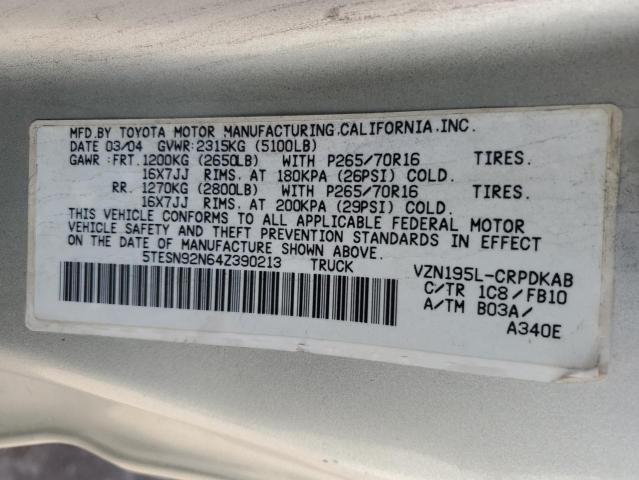 MFD.BY TOYOTA MOTOR MANUFACTURING.CALIFORNIA.INC.
DATE 03/04 GVWR:2315KG (5100LB)
GAWR :FRT.1200KG (2650LB) WITH P265/70R16 TIRES.
16X7JJ RIMS. AT 180KPA (26PSI) COLD.
RR. 1270KG (2800LB) WITH P265/70R16 TIRES.
16X7JJ RIMS. AT 200KPA (29PSI) COLD.
THIS VEHICLE CONFORMS TO ALL APPLICABLE FEDERAL MOTOR
VEHICLE SAFETY AND THEFT PREVENTION STANDARDS IN EFFECT
ON THE DATE OF MANUFACTURE SHOWN ABOVE.
5TESN92N64Z390213 TRUCK VZN195L-CRPDKAB
C/TR 1C8/FB10
A/TM B03A/
A340E